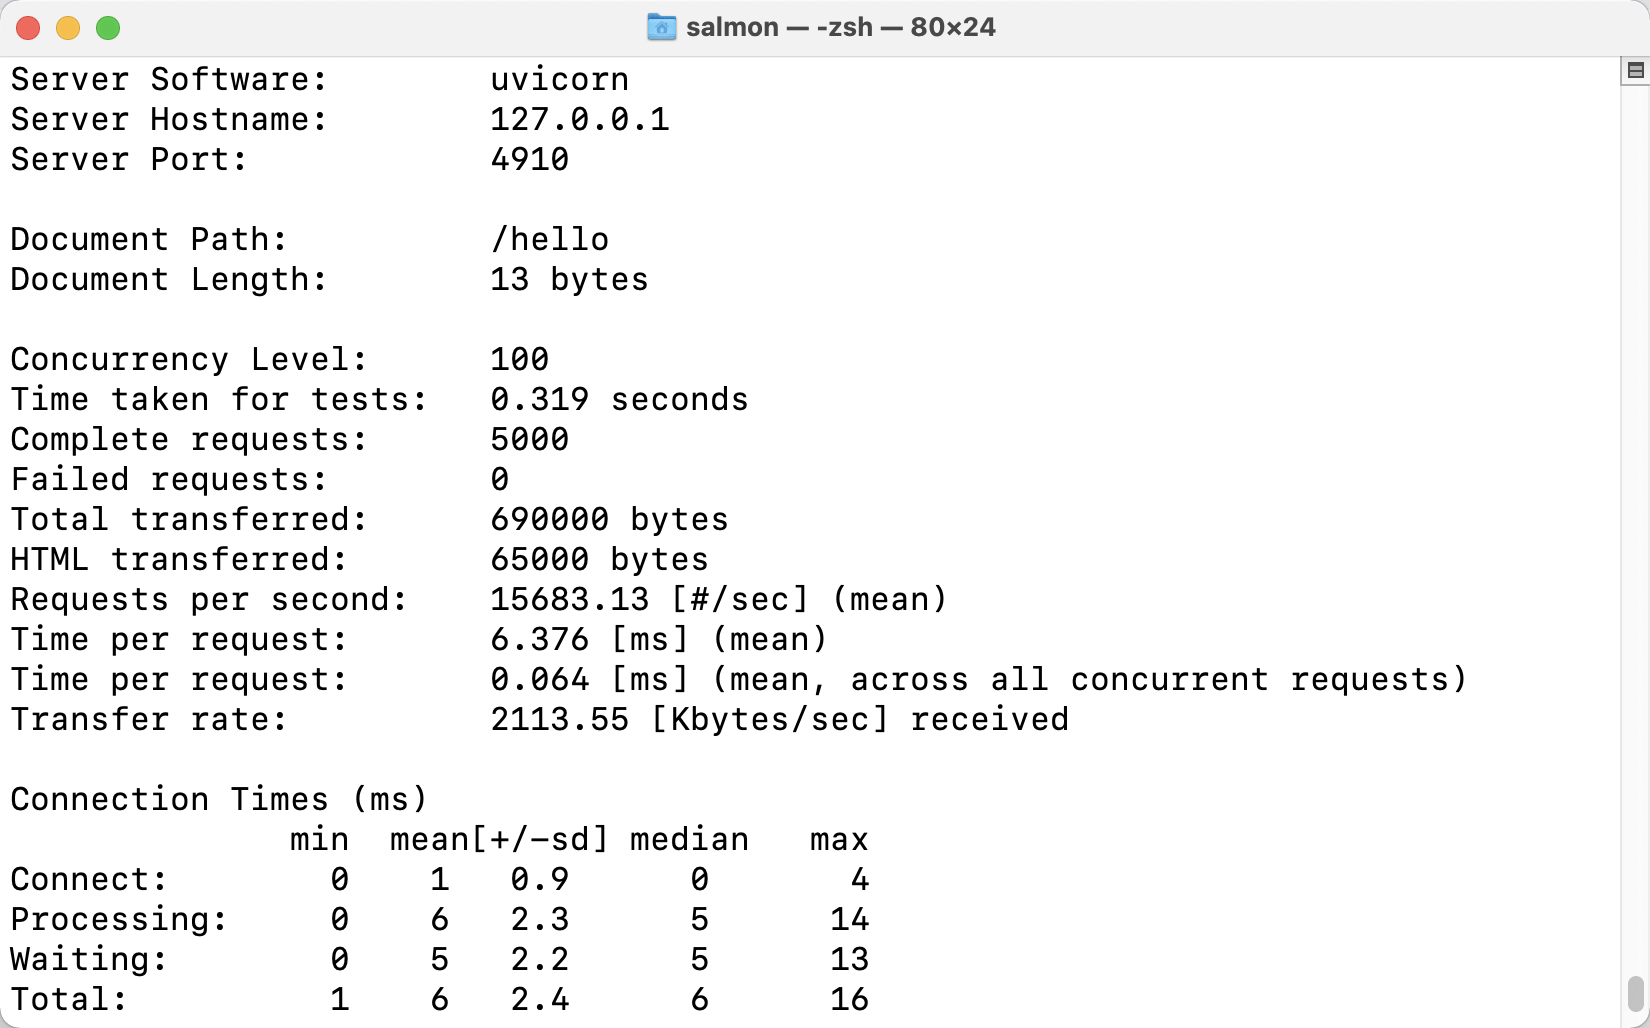 salmon — -zsh — 80×24
Server Software:        uvicorn
Server Hostname:        127.0.0.1
Server Port:            4910

Document Path:          /hello
Document Length:        13 bytes

Concurrency Level:      100
Time taken for tests:   0.319 seconds
Complete requests:      5000
Failed requests:        0
Total transferred:      690000 bytes
HTML transferred:       65000 bytes
Requests per second:    15683.13 [#/sec] (mean)
Time per request:       6.376 [ms] (mean)
Time per request:       0.064 [ms] (mean, across all concurrent requests)
Transfer rate:          2113.55 [Kbytes/sec] received

Connection Times (ms)
              min  mean[+/-sd] median   max
Connect:        0    1   0.9      0       4
Processing:     0    6   2.3      5      14
Waiting:        0    5   2.2      5      13
Total:          1    6   2.4      6      16